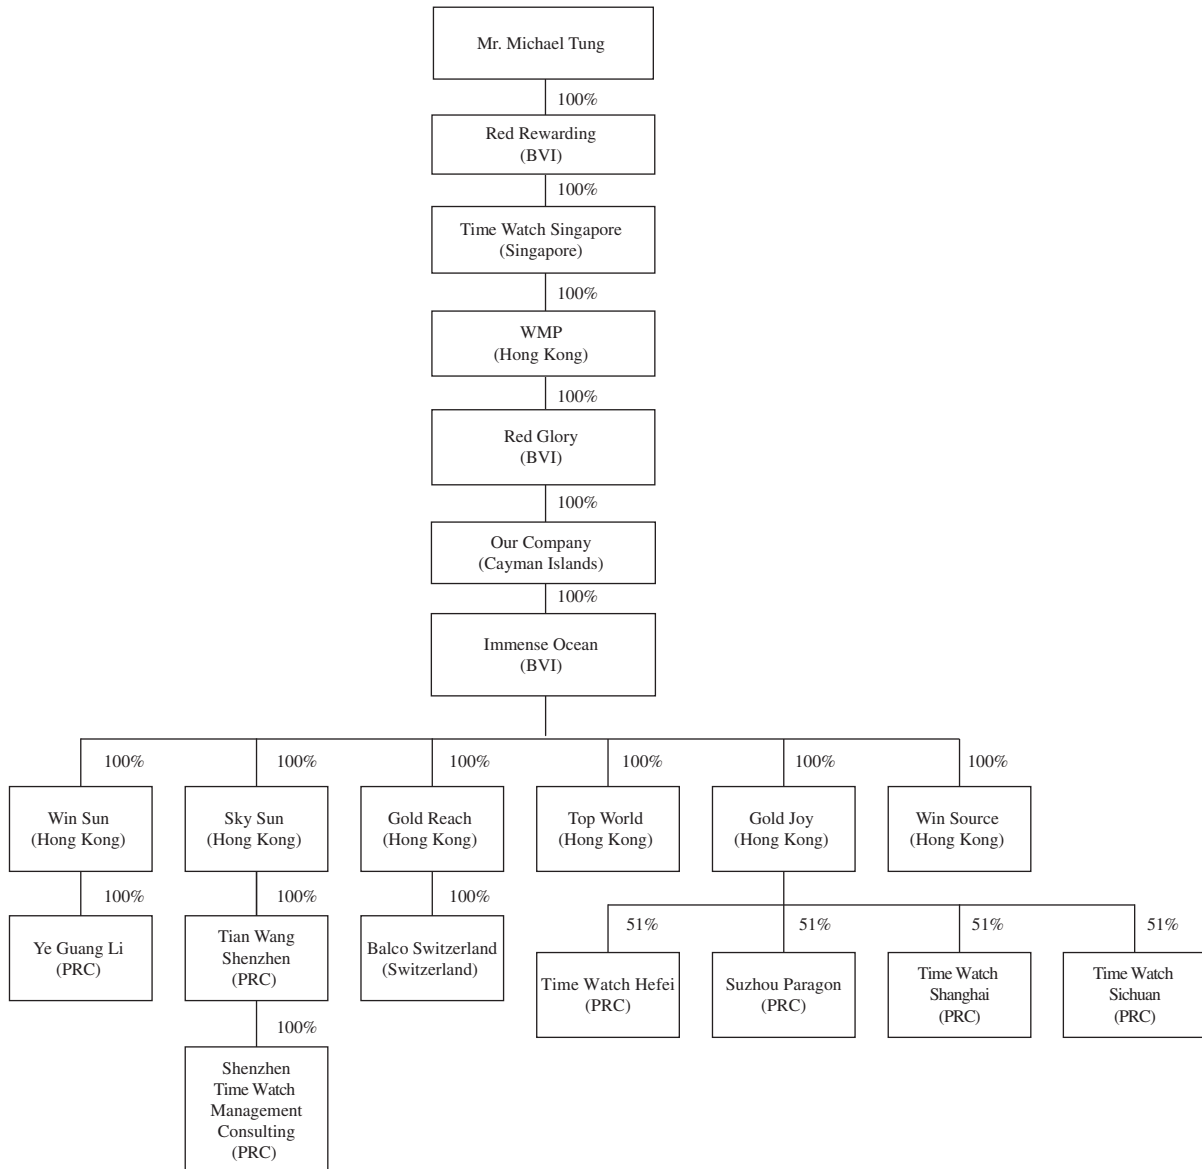 Mr. Michael Tung
100%
Red Rewarding
(BVI)
100%
Time Watch Singapore
(Singapore)
100%
WMP
(Hong Kong)
100%
Red Glory
(BVI)
100%
Our Company
(Cayman Islands)
100%
Immense Ocean
(BVI)
100%
100%
100%
100%
100%
100%
Win Sun
(Hong Kong)
Sky Sun
(Hong Kong)
Gold Reach
(Hong Kong)
Top World
(Hong Kong)
Gold Joy
(Hong Kong)
Win Source
(Hong Kong)
100%
100%
100%
51%
51%
51%
51%
Ye Guang Li
(PRC)
Tian Wang
Shenzhen
(PRC)
Balco Switzerland
(Switzerland)
Time Watch Hefei
(PRC)
Suzhou Paragon
(PRC)
Time Watch
Shanghai
(PRC)
Time Watch
Sichuan
(PRC)
100%
Shenzhen
Time Watch
Management
Consulting
(PRC)